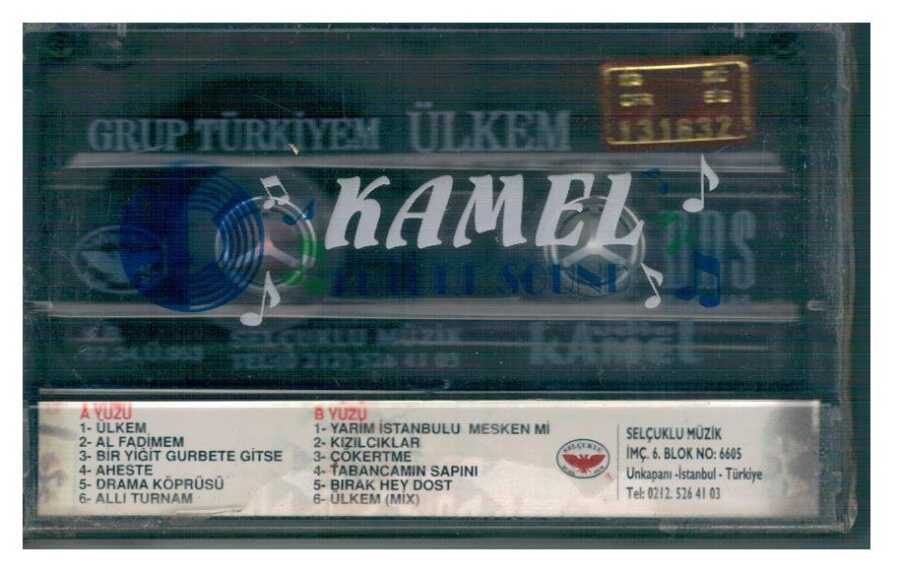 131632
GRUP TÜRKİYEM ÜLKEM
KAMEL
SOUND
SELÇUKLU MÜZİK
KAMEL
A YÜZÜ
1- ÜLKEM
2- AL FADİMEM
3- BİR YİĞİT GURBETE GİTSE
4- AHESTE
5- DRAMA KÖPRÜSÜ
6- ALLI TURNAM
B YÜZÜ
1- YARIM İSTANBULU MESKEN Mİ
2- KIZILCIKLAR
3- ÇÖKERTME
4- TABANCAMIN SAPINI
5- BIRAK HEY DOST
6- ÜLKEM (MIX)
SELÇUKLU
SELÇUKLU MÜZİK
İMÇ. 6. BLOK NO: 6605
Unkapanı -İstanbul - Türkiye
Tel: 0212. 526 41 03